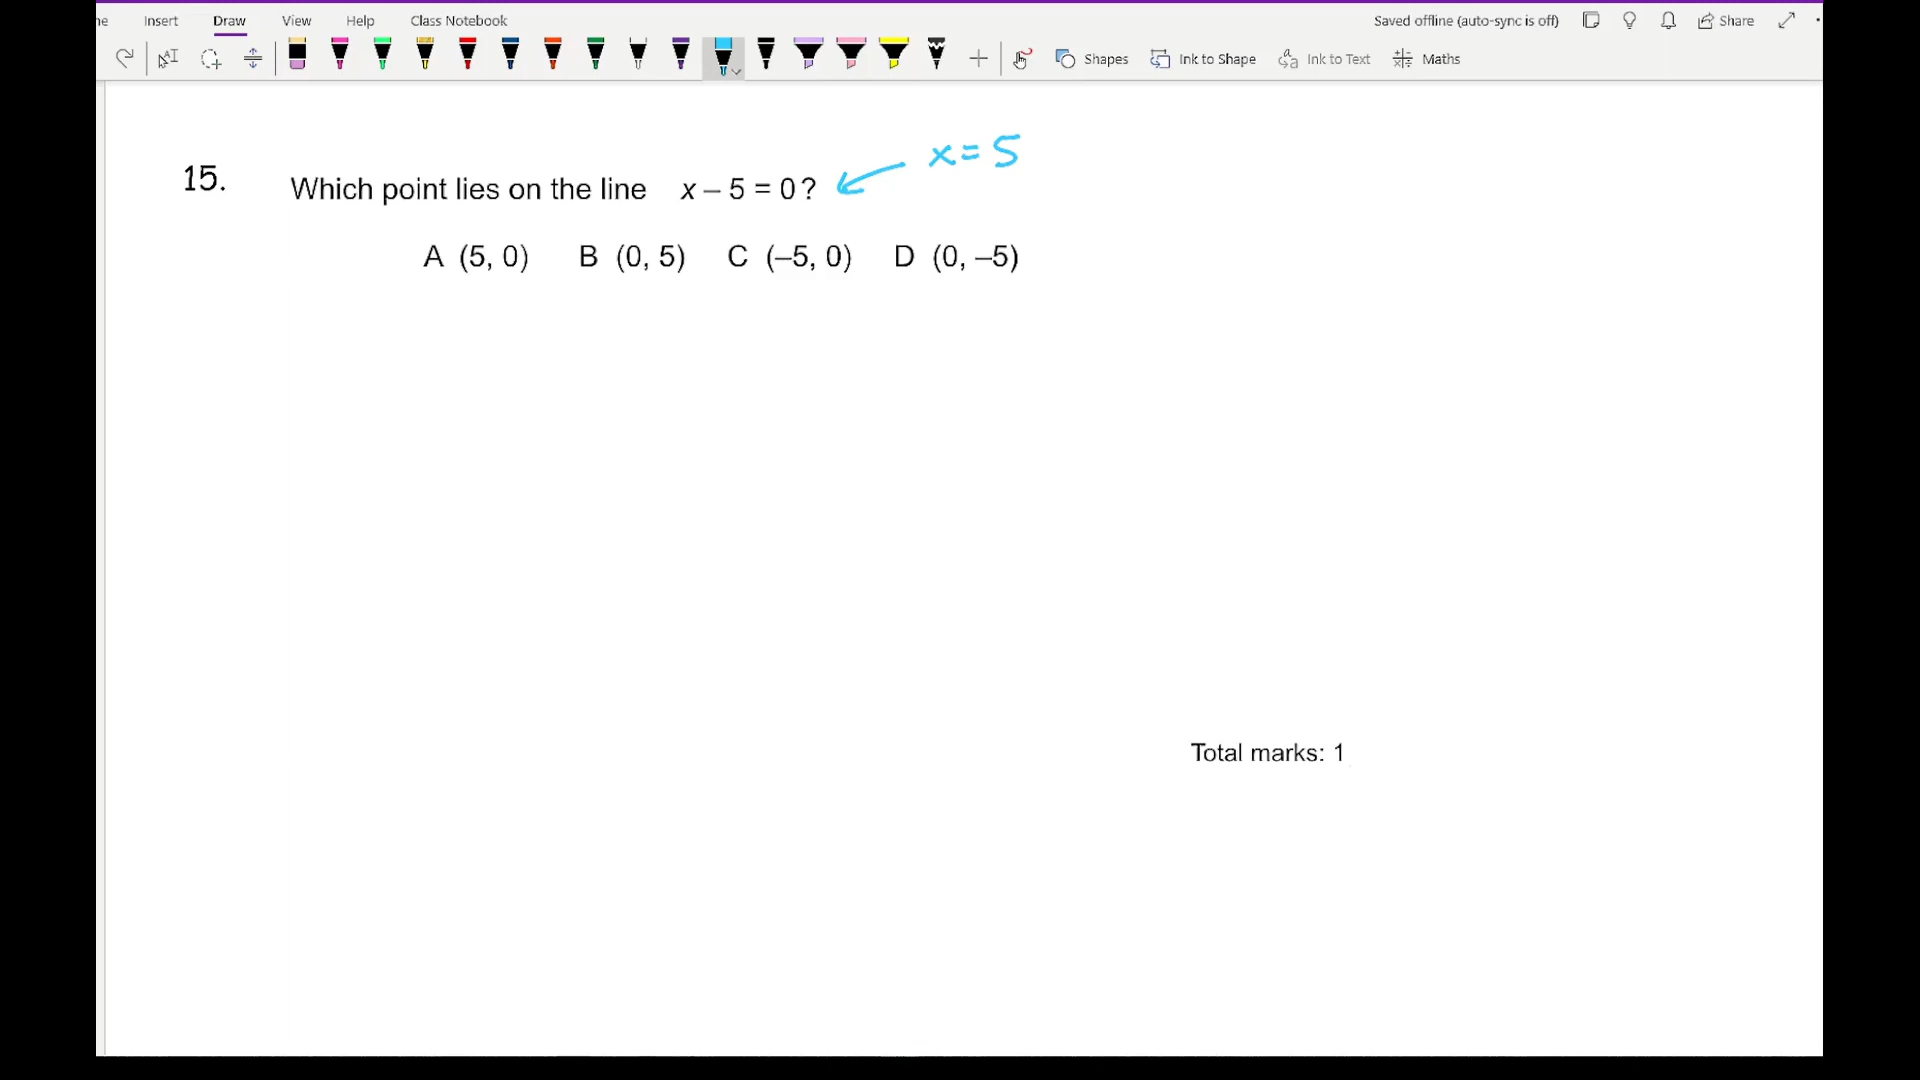 Insert Draw View Help Class Notebook Saved offline (auto-sync is off) Share
Shapes Ink to Shape Ink to Text Maths
x = 5
15. Which point lies on the line x – 5 = 0?
A (5, 0) B (0, 5) C (–5, 0) D (0, –5)
Total marks: 1